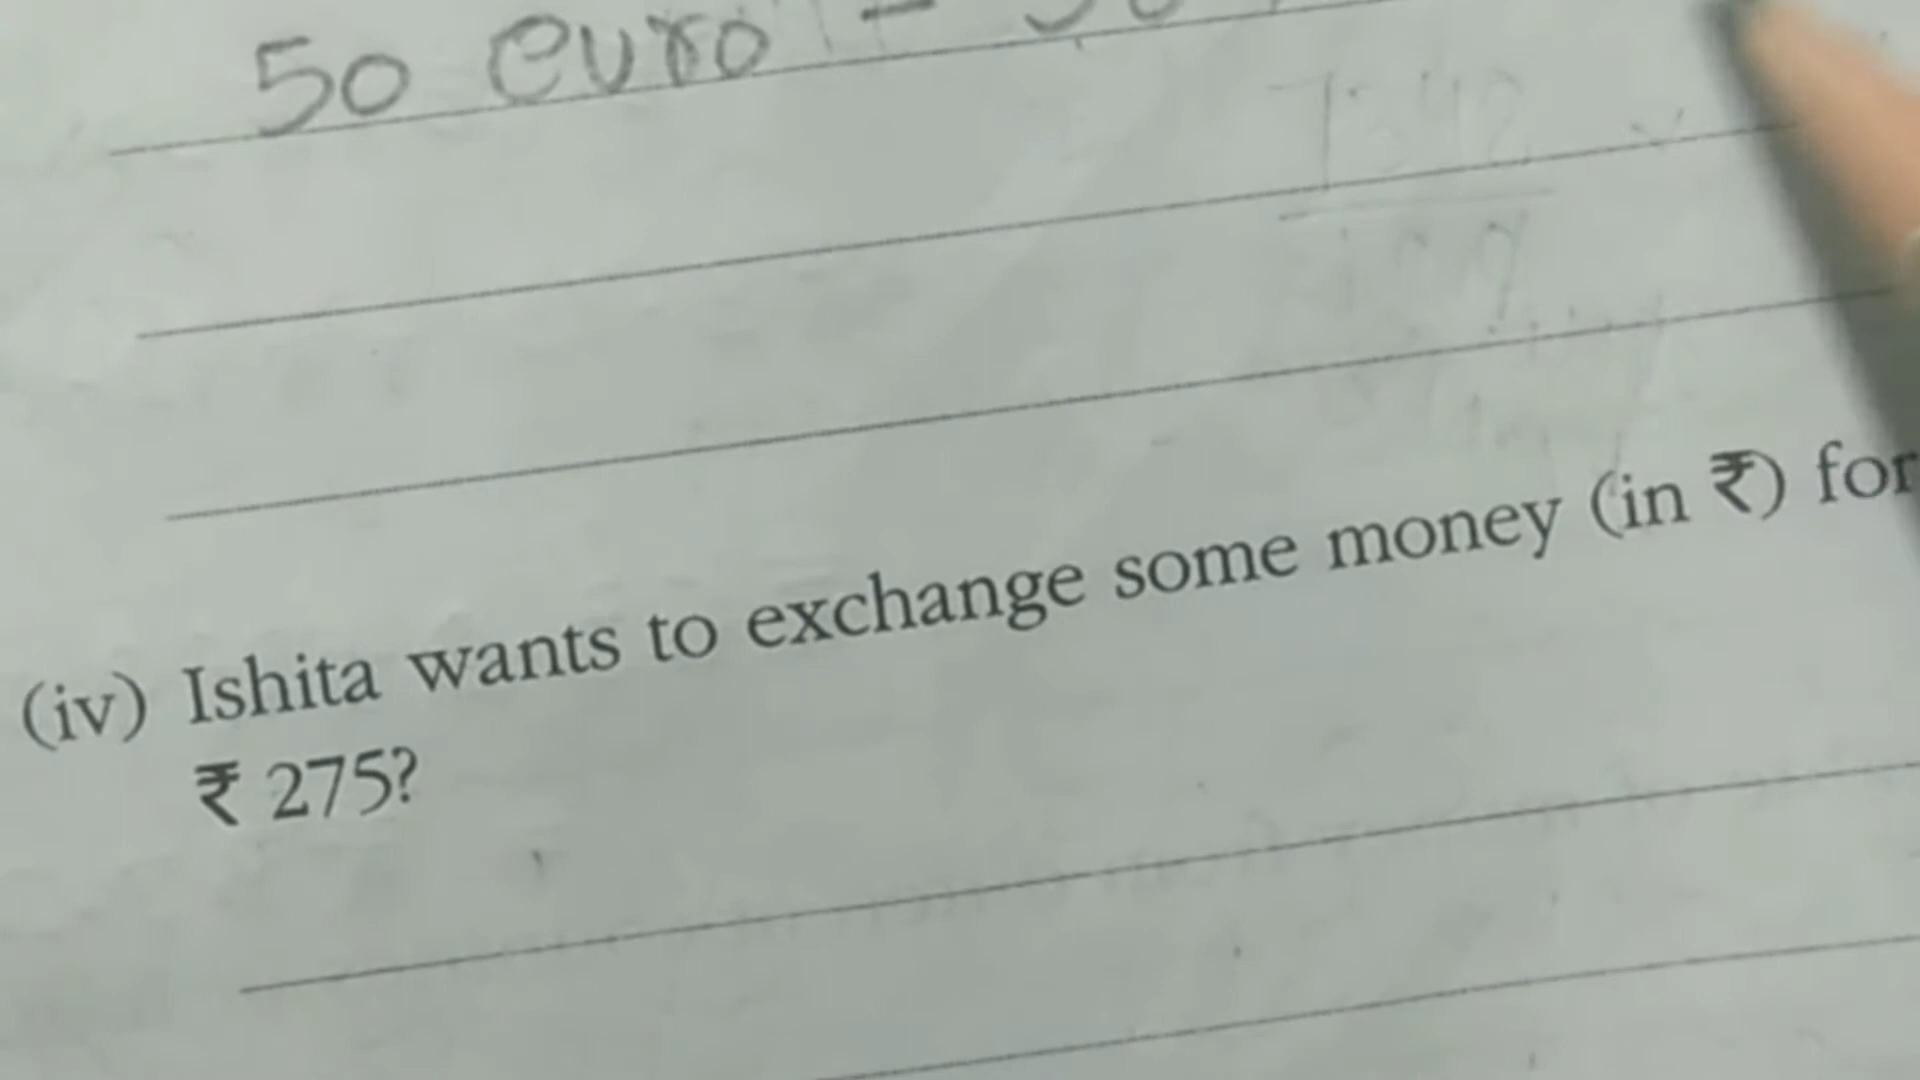 50 euro =
(iv) Ishita wants to exchange some money (in ₹) for
₹ 275?